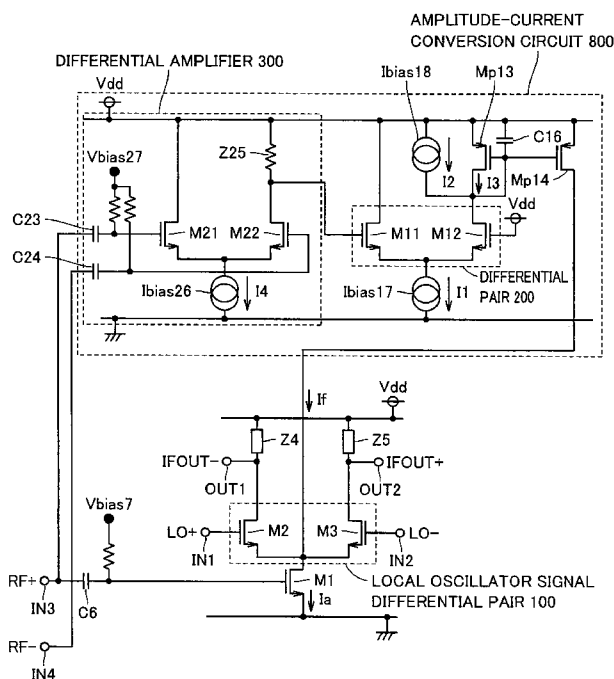 AMPLITUDE-CURRENT
CONVERSION CIRCUIT 800
DIFFERENTIAL AMPLIFIER 300
Vdd
Ibias18
Mp13
Vbias27
Z25
I2
I3
C16
Mp14
C23
C24
M21
M22
M11
M12
Vdd
Ibias26
I4
Ibias17
I1
DIFFERENTIAL
PAIR 200
If
Vdd
Z4
Z5
IFOUT-
IFOUT+
OUT1
OUT2
Vbias7
LO+
M2
M3
LO-
IN1
IN2
RF+
IN3
C6
M1
Ia
LOCAL OSCILLATOR SIGNAL
DIFFERENTIAL PAIR 100
RF-
IN4